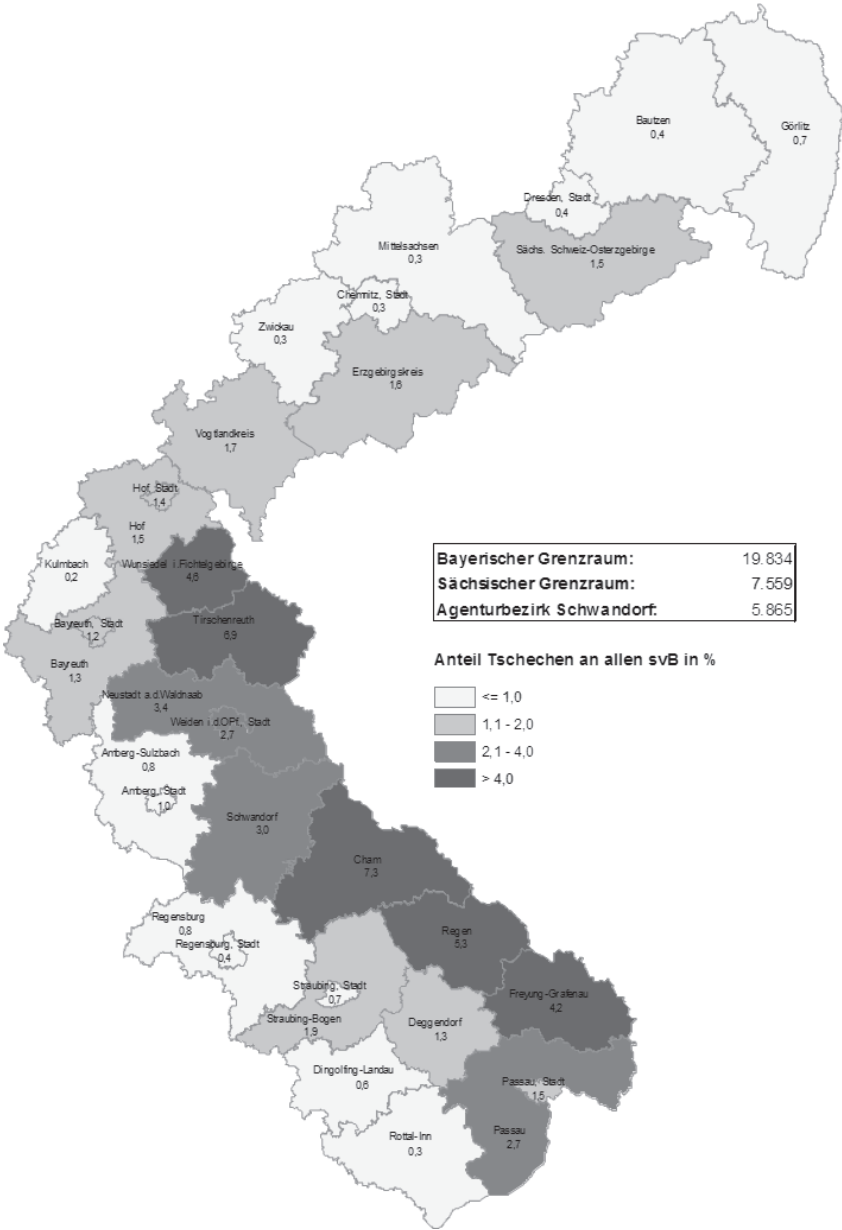 Bautzen
0,4
Görlitz
0,7
Dresden, Stadt
0,4
Mittelsachsen
0,3
Sächs. Schweiz-Osterzgebirge
1,5
Chemnitz, Stadt
0,3
Zwickau
0,3
Erzgebirgskreis
1,6
Vogtlandkreis
1,7
Hof, Stadt
1,4
Hof
1,5
Kulmbach
0,2
Wunsiedel i.Fichtelgebirge
4,6
Bayreuth, Stadt
1,2
Tirschenreuth
6,9
Bayreuth
1,3
Neustadt a.d.Waldnaab
3,4
Weiden i.d.OPf., Stadt
2,7
Amberg-Sulzbach
0,8
Amberg, Stadt
1,0
Schwandorf
3,0
Cham
7,3
Regensburg
0,8
Regensburg, Stadt
0,4
Regen
5,3
Straubing, Stadt
0,7
Freyung-Grafenau
4,2
Straubing-Bogen
1,9
Deggendorf
1,3
Dingolfing-Landau
0,6
Passau, Stadt
1,5
Rottal-Inn
0,3
Passau
2,7
Bayerischer Grenzraum: 19.834
Sächsischer Grenzraum: 7.559
Agenturbezirk Schwandorf: 5.865
Anteil Tschechen an allen svB in %
<= 1,0
1,1 - 2,0
2,1 - 4,0
> 4,0